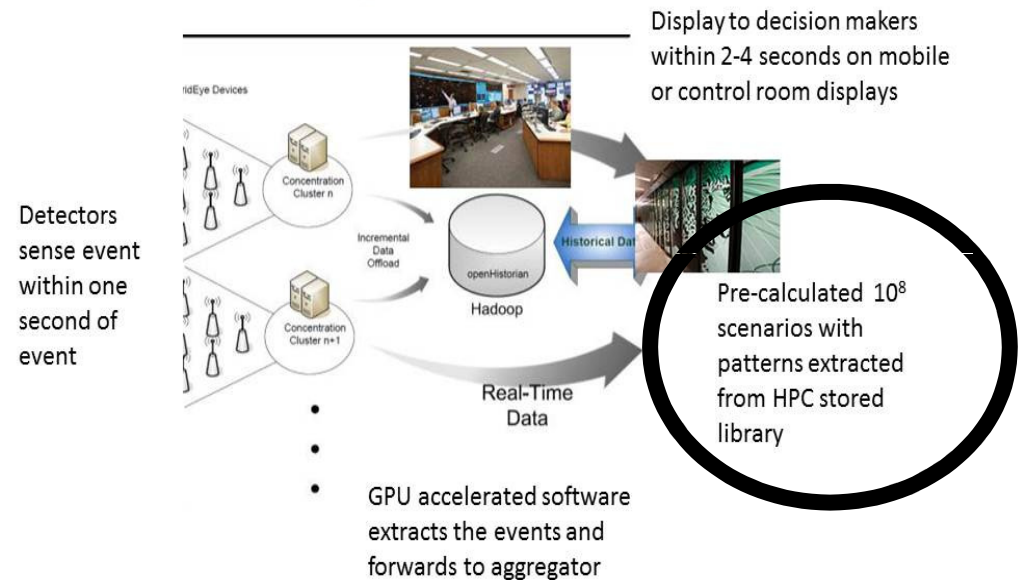 Display to decision makers
within 2-4 seconds on mobile
or control room displays
Devices
Concentration
Cluster n
Detectors
sense event
within one
second of
event
Incremental
Data
Offload
openHistorian
Hadoop
Historical
Concentration
Cluster n+1
Pre-calculated 10⁸
scenarios with
patterns extracted
from HPC stored
library
Real-Time
Data
GPU accelerated software
extracts the events and
forwards to aggregator